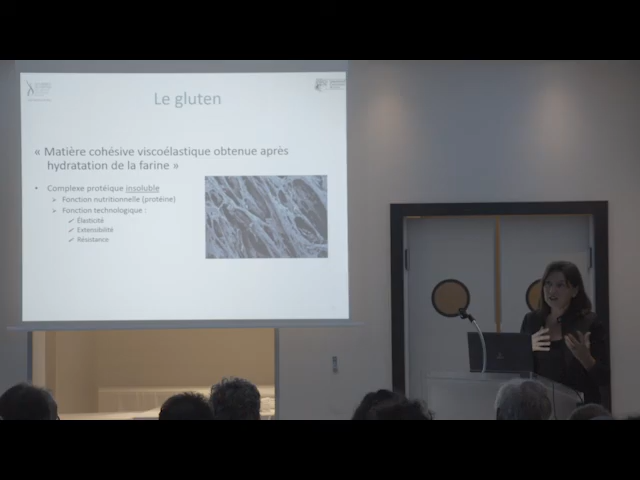 Le gluten
« Matière cohésive viscoélastique obtenue après
hydratation de la farine »
• Complexe protéique insoluble
➢ Fonction nutritionnelle (protéine)
➢ Fonction technologique :
✓ Élasticité
✓ Extensibilité
✓ Résistance